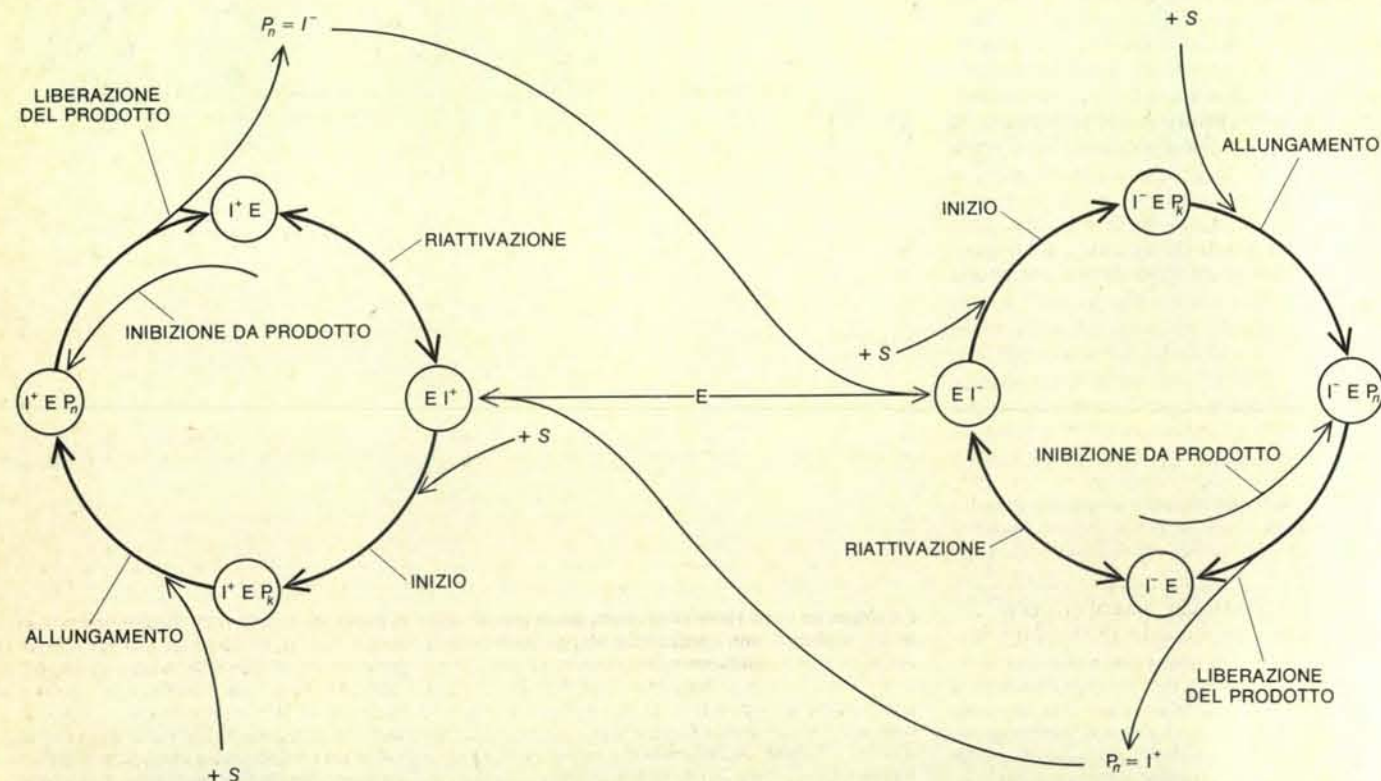 Pn = I⁻
+ S
LIBERAZIONE
DEL PRODOTTO
ALLUNGAMENTO
I⁺ E
I⁻ E Pk
INIZIO
RIATTIVAZIONE
INIBIZIONE DA PRODOTTO
+ S
I⁺ E Pn
E I⁺
E
E I⁻
I⁻ E Pn
+ S
INIBIZIONE DA PRODOTTO
RIATTIVAZIONE
I⁺ E Pk
INIZIO
I⁻ E
ALLUNGAMENTO
LIBERAZIONE
DEL PRODOTTO
+ S
Pn = I⁺